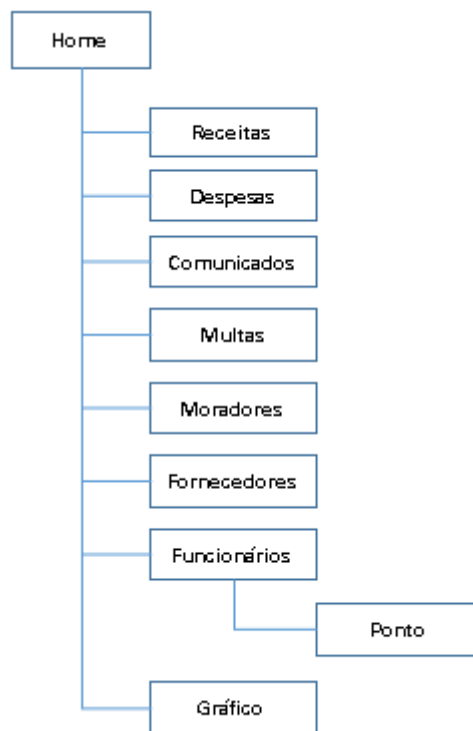 Home
Receitas
Despesas
Comunicados
Multas
Moradores
Fornecedores
Funcionários
Ponto
Gráfico